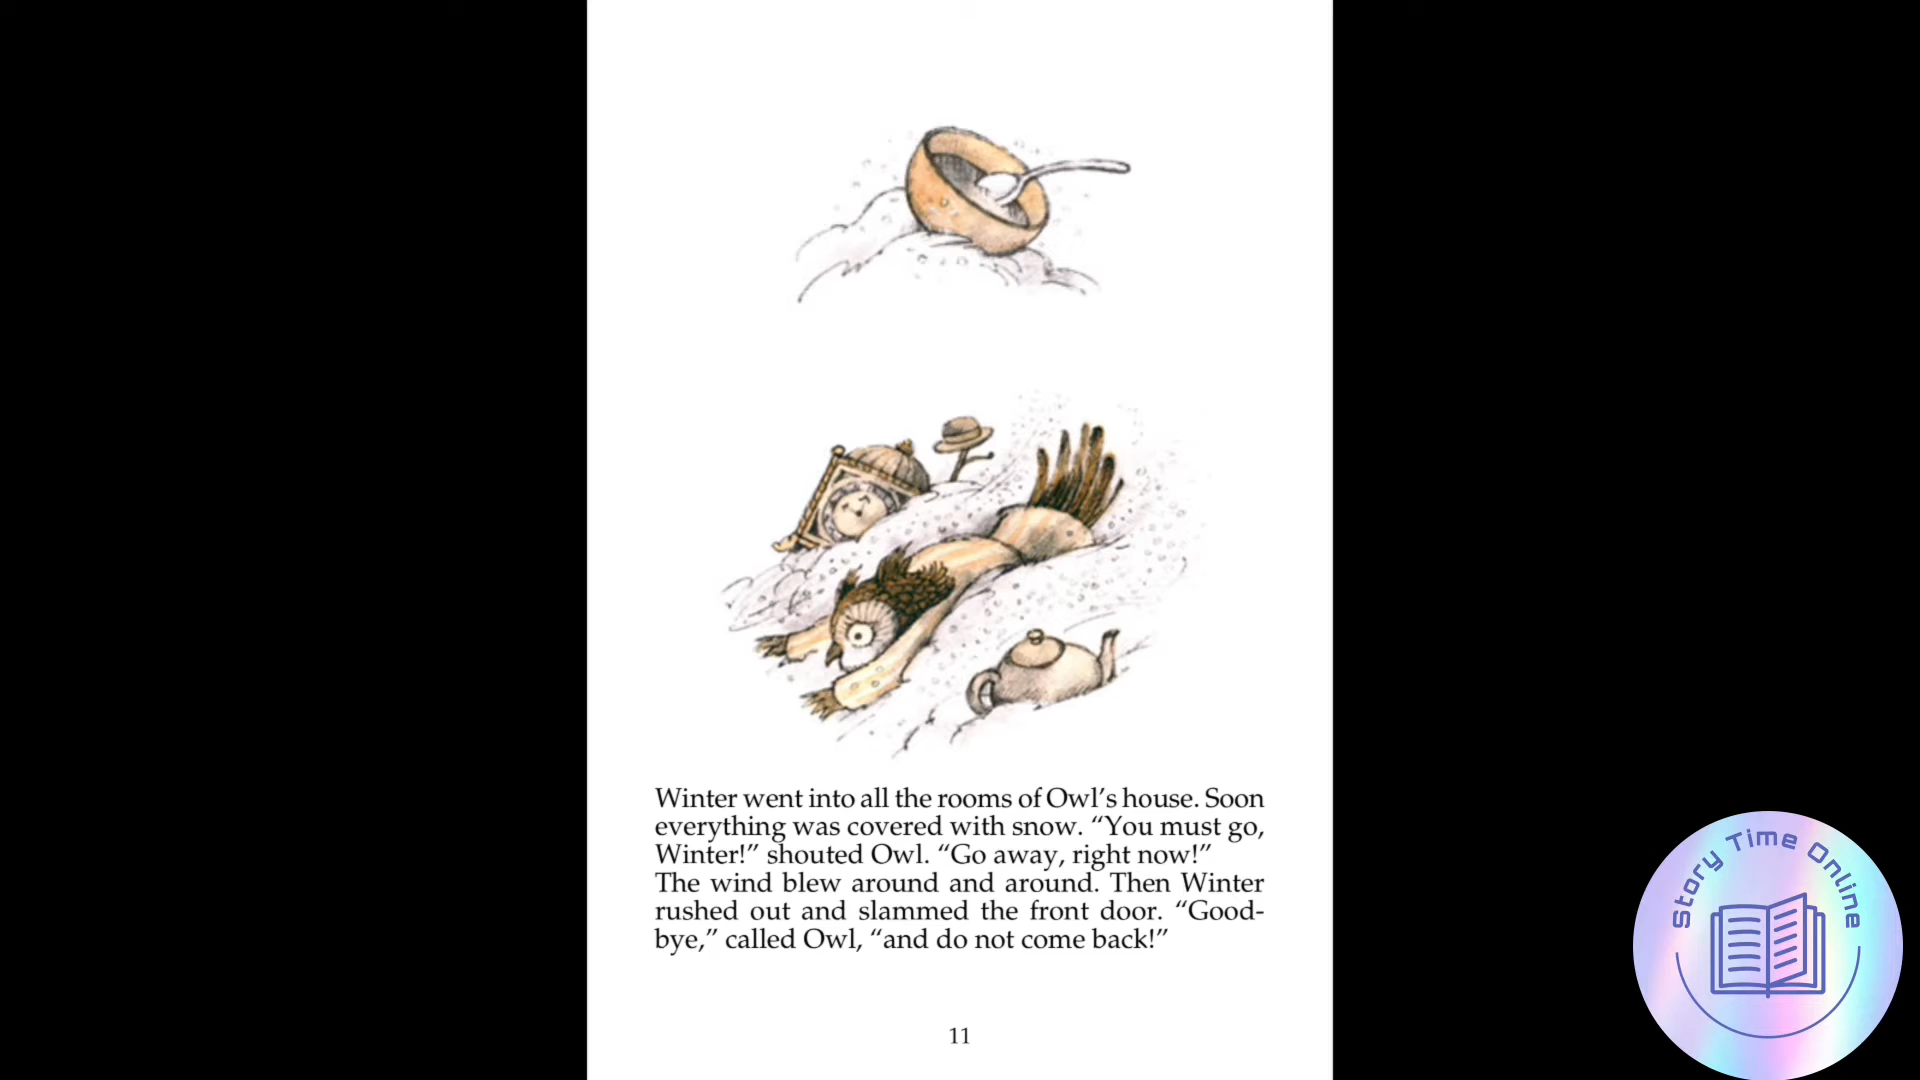 Winter went into all the rooms of Owl’s house. Soon
everything was covered with snow. “You must go,
Winter!” shouted Owl. “Go away, right now!”
The wind blew around and around. Then Winter
rushed out and slammed the front door. “Good-
bye,” called Owl, “and do not come back!”
11
Story Time Online